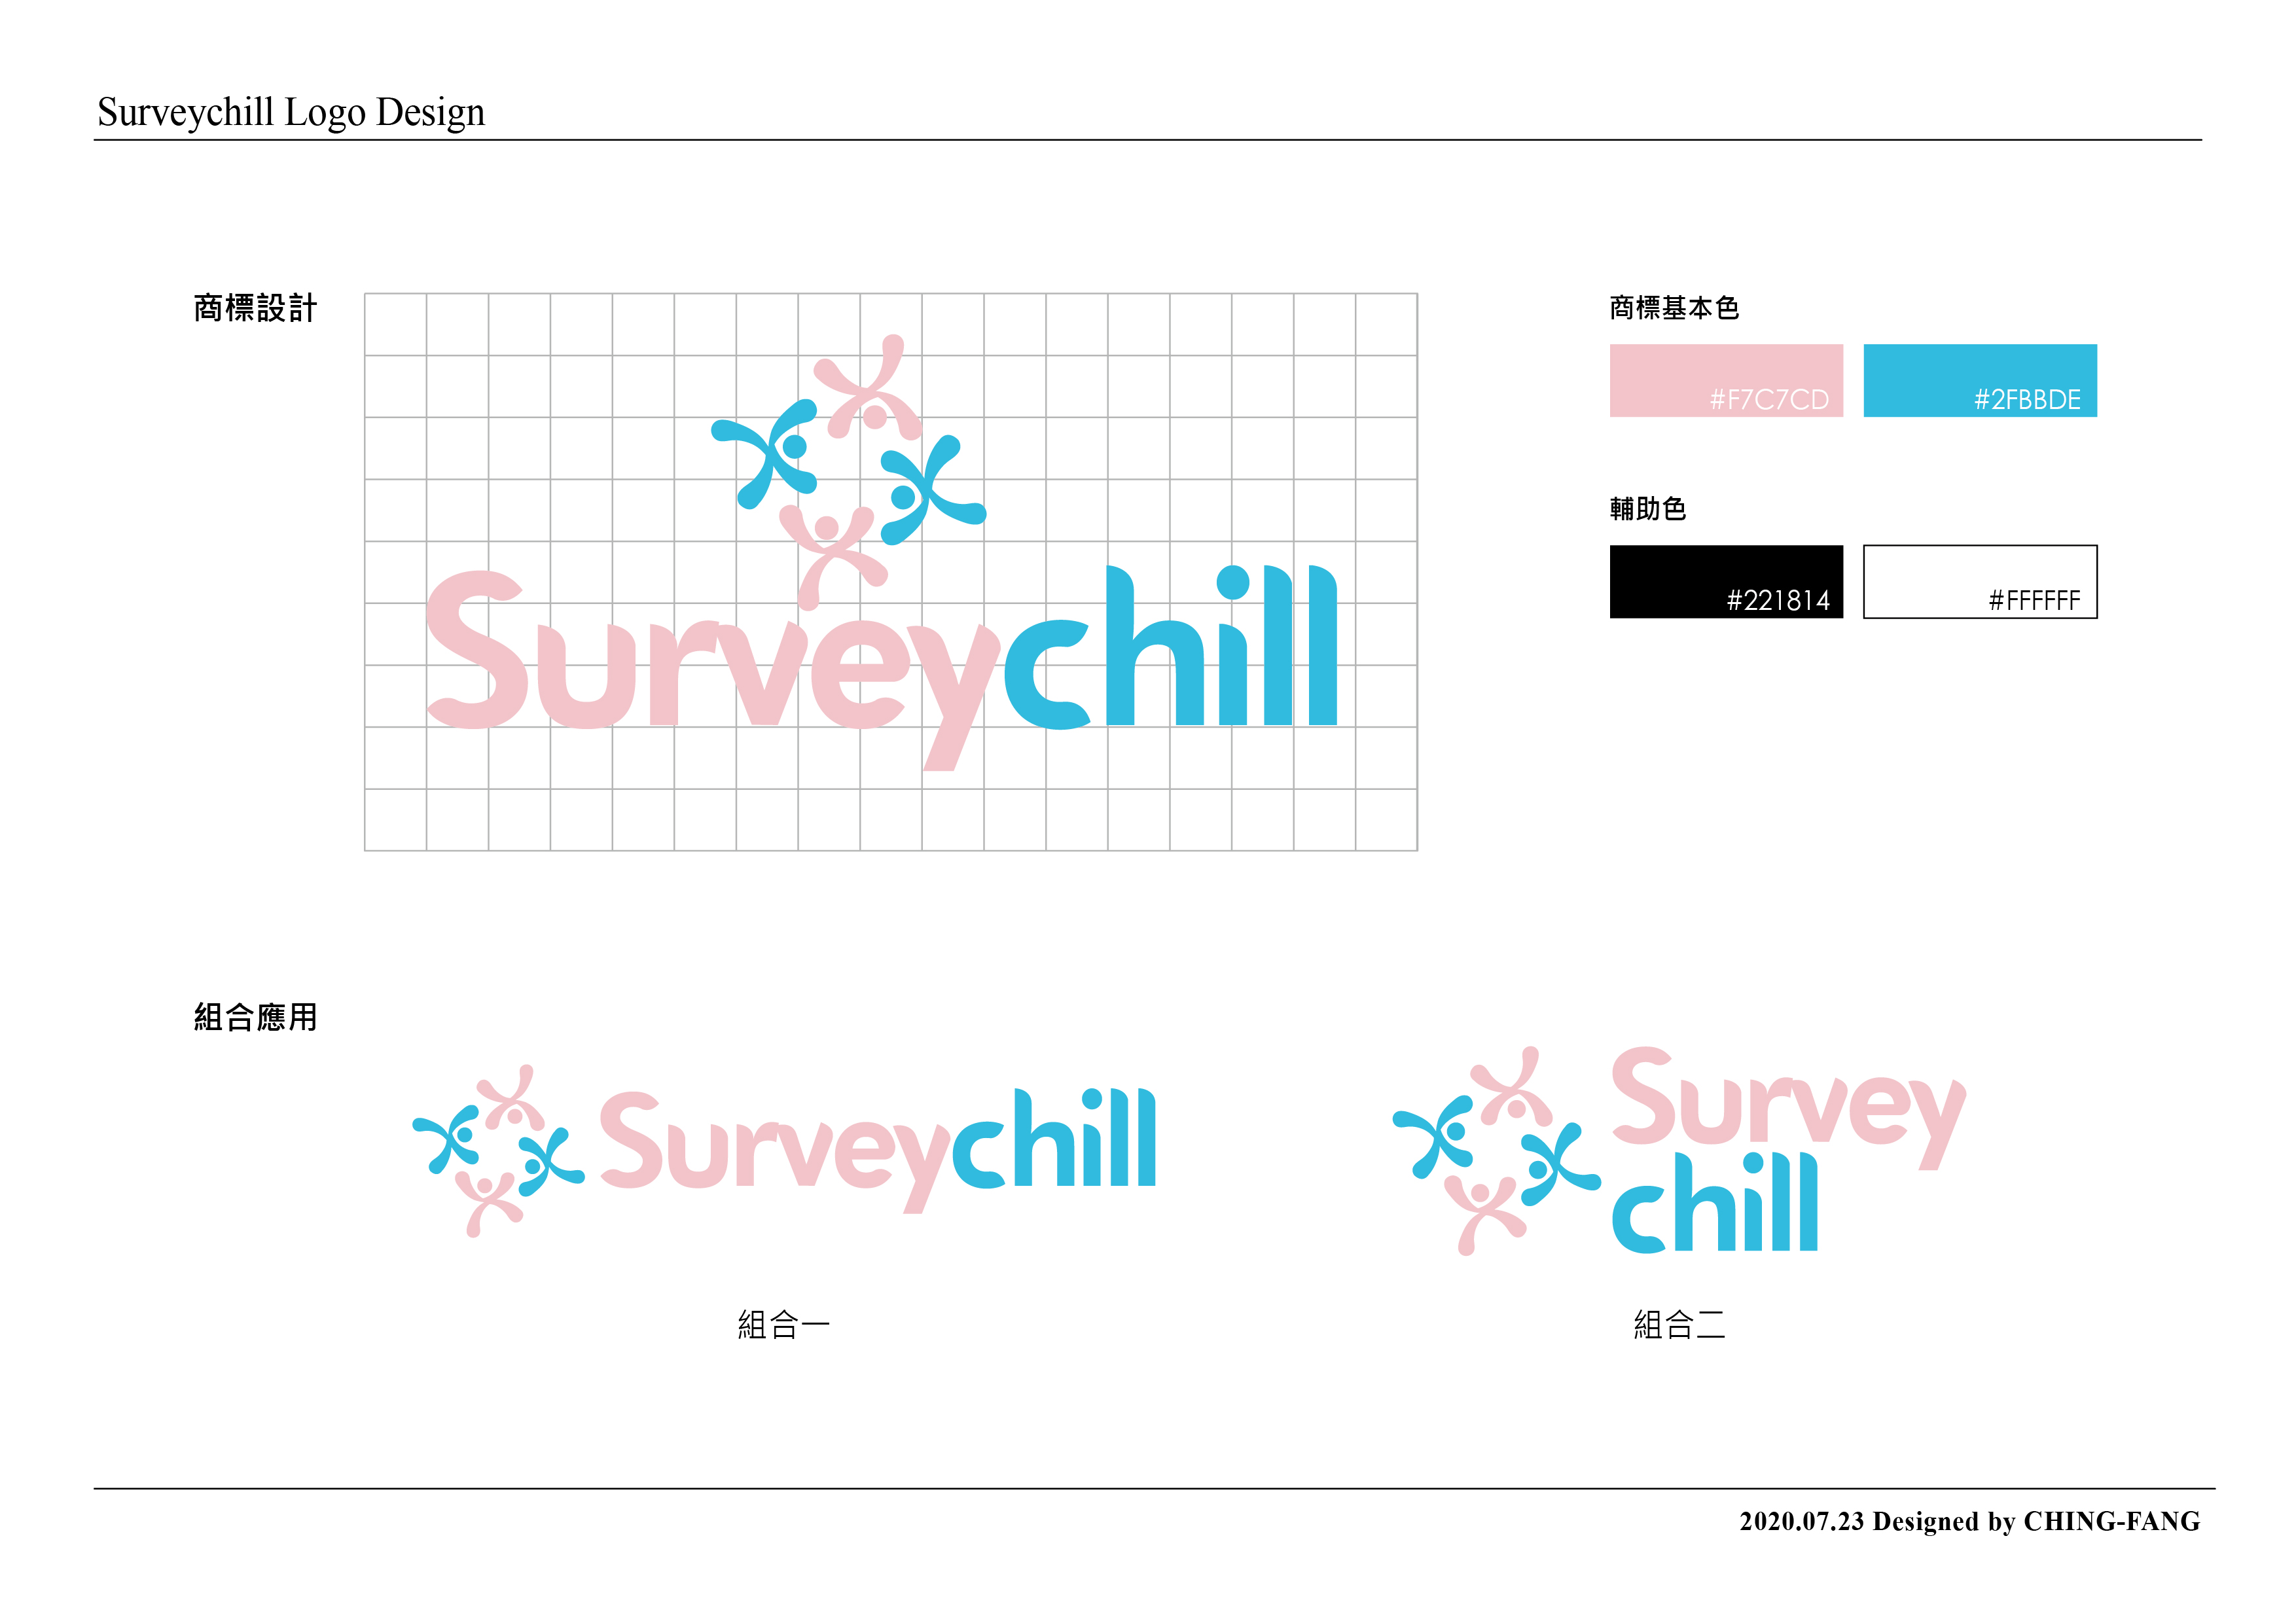 Surveychill Logo Design
商標設計
Surveychill
商標基本色
#F7C7CD
#2FBBDE
輔助色
#221814
#FFFFFF
組合應用
Surveychill
組合一
Survey
chill
組合二
2020.07.23 Designed by CHING-FANG